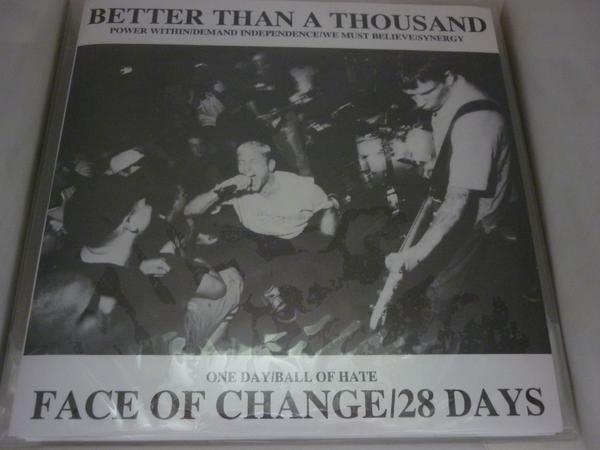 BETTER THAN A THOUSAND
POWER WITHIN/DEMAND INDEPENDENCE/WE MUST BELIEVE/SYNERGY
ONE DAY/BALL OF HATE
FACE OF CHANGE/28 DAYS